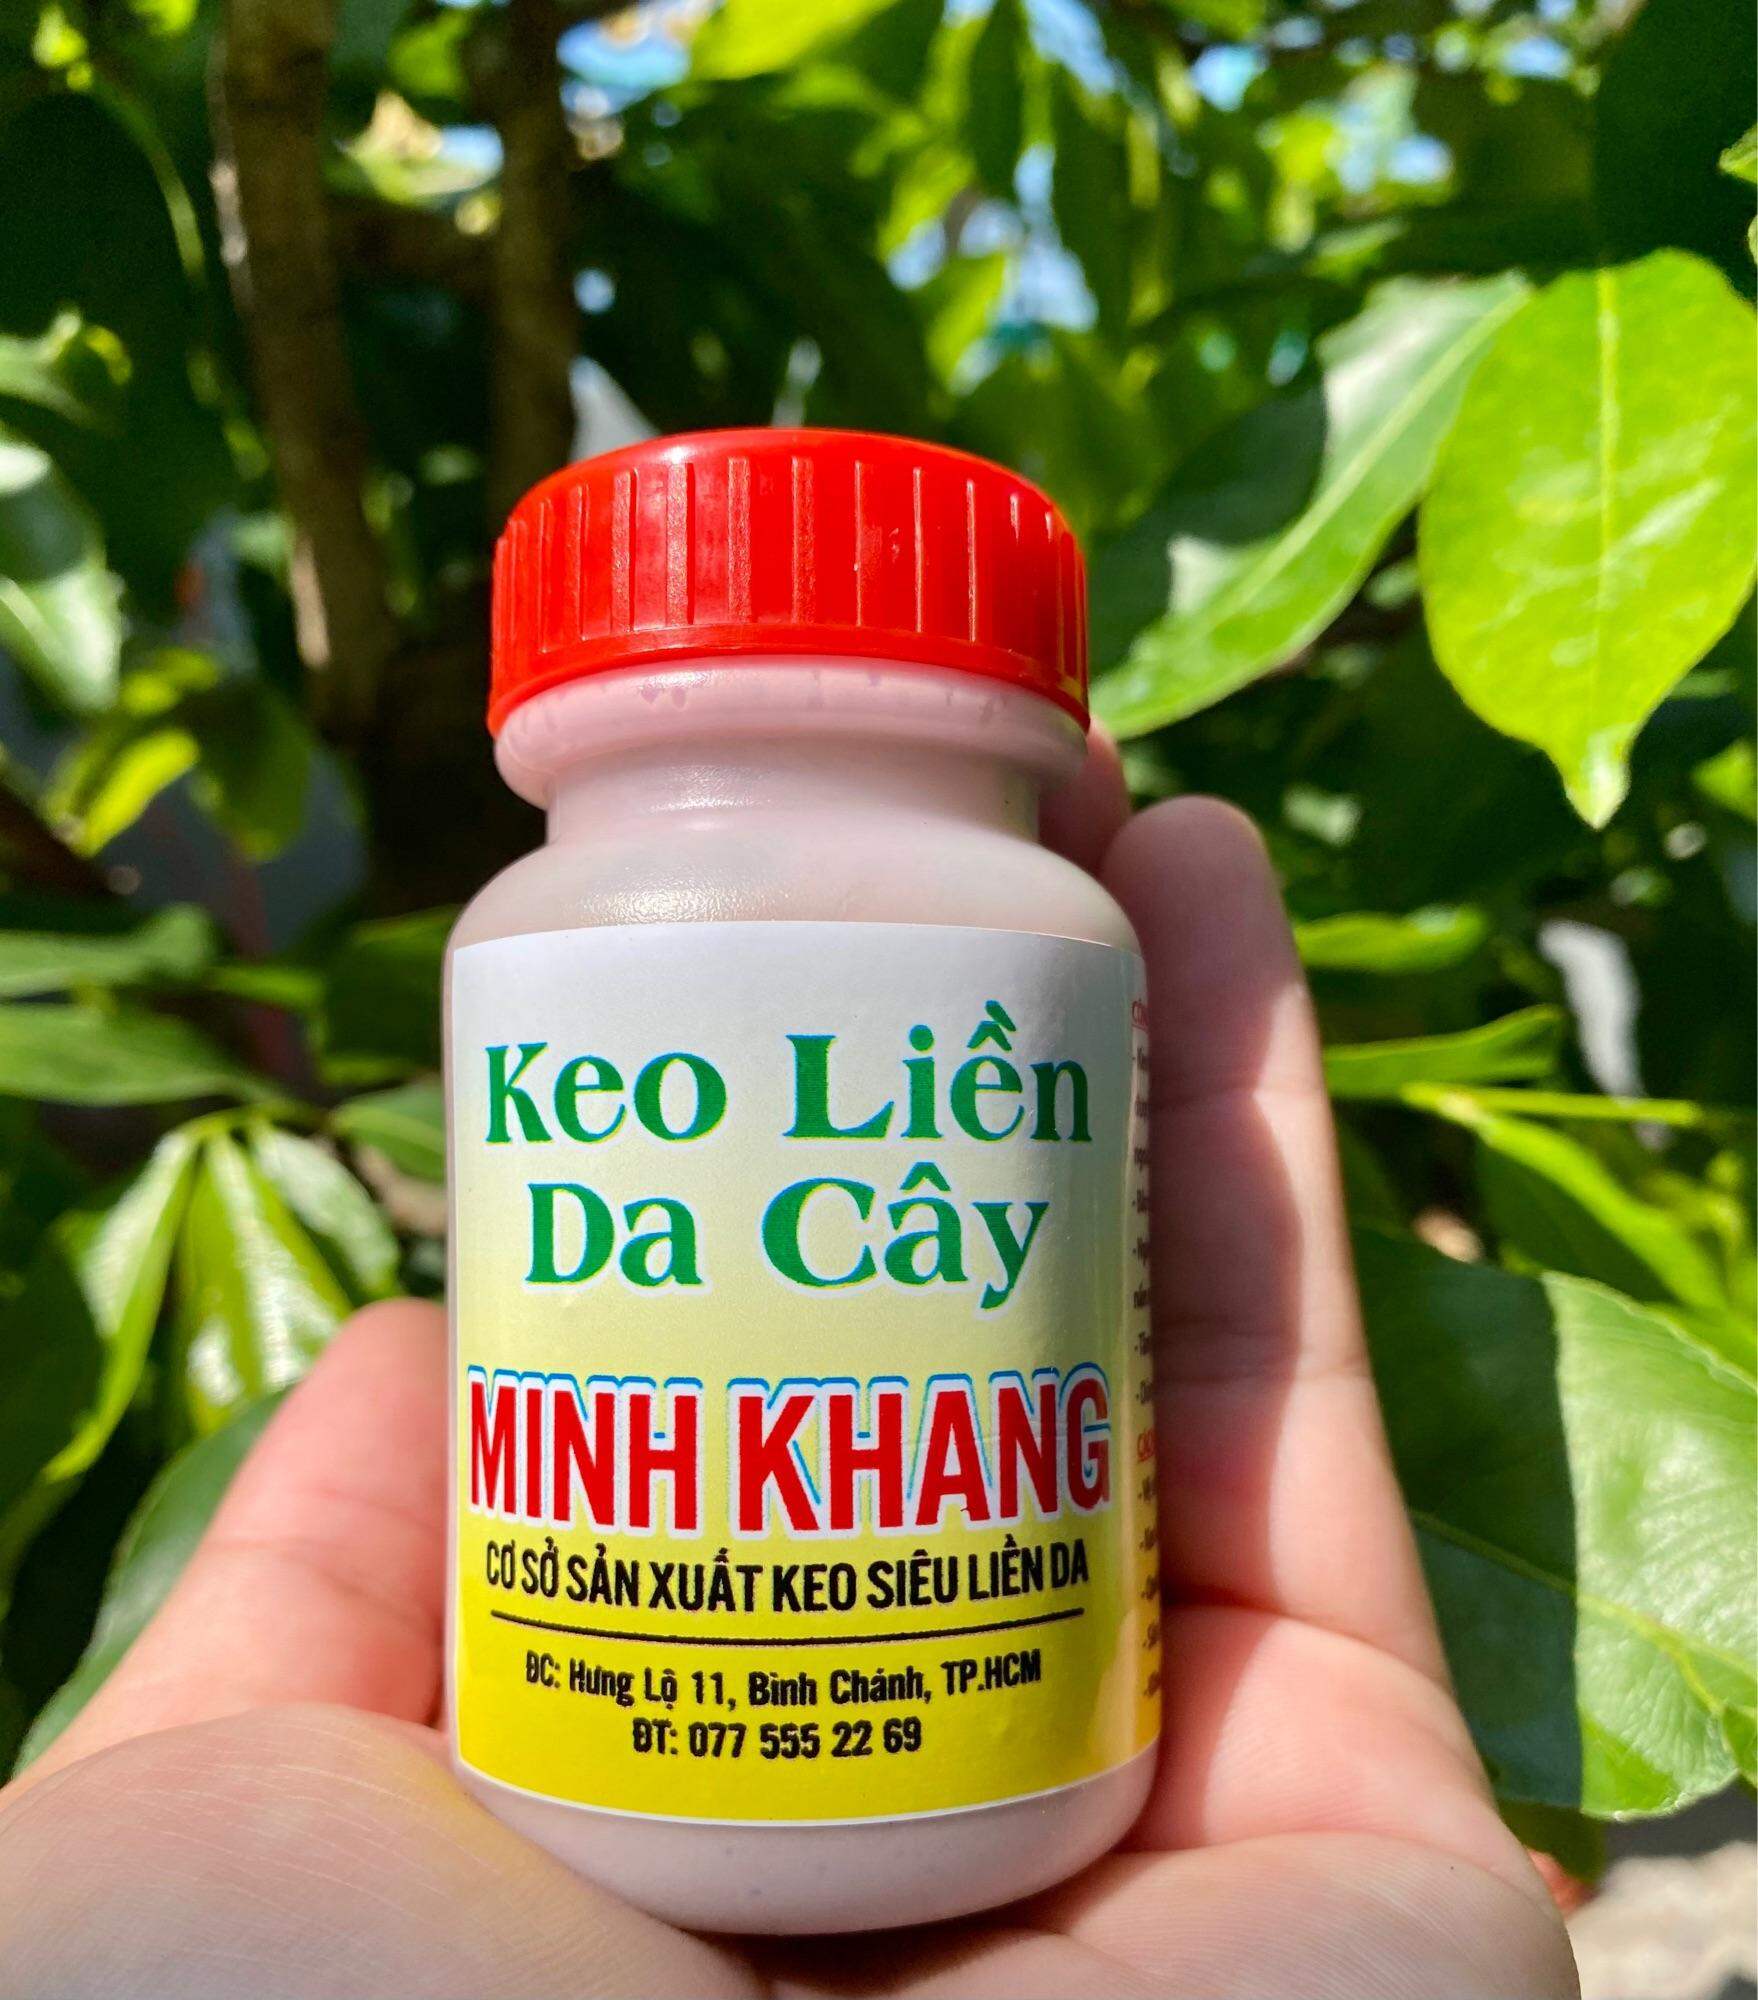 Keo Liền
Da Cây
MINH KHANG
CƠ SỞ SẢN XUẤT KEO SIÊU LIỀN DA
ĐC: Hưng Lộ 11, Bình Chánh, TP.HCM
ĐT: 077 555 22 69